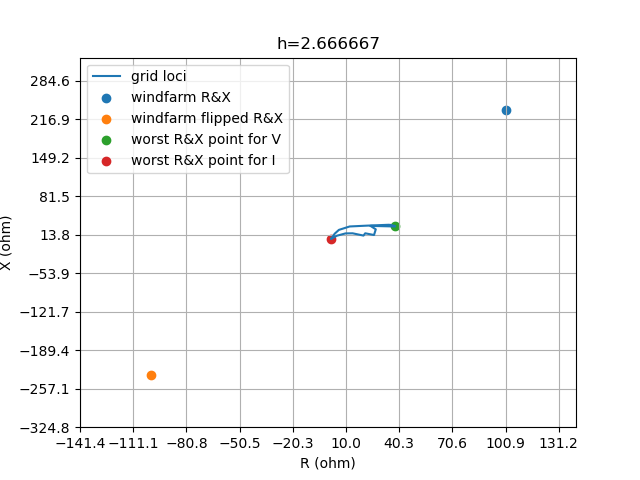 h=2.666667
grid loci
windfarm R&X
windfarm flipped R&X
worst R&X point for V
worst R&X point for I
X (ohm)
284.6
216.9
149.2
81.5
13.8
−53.9
−121.7
−189.4
−257.1
−324.8
−141.4 −111.1 −80.8 −50.5 −20.3 10.0 40.3 70.6 100.9 131.2
R (ohm)